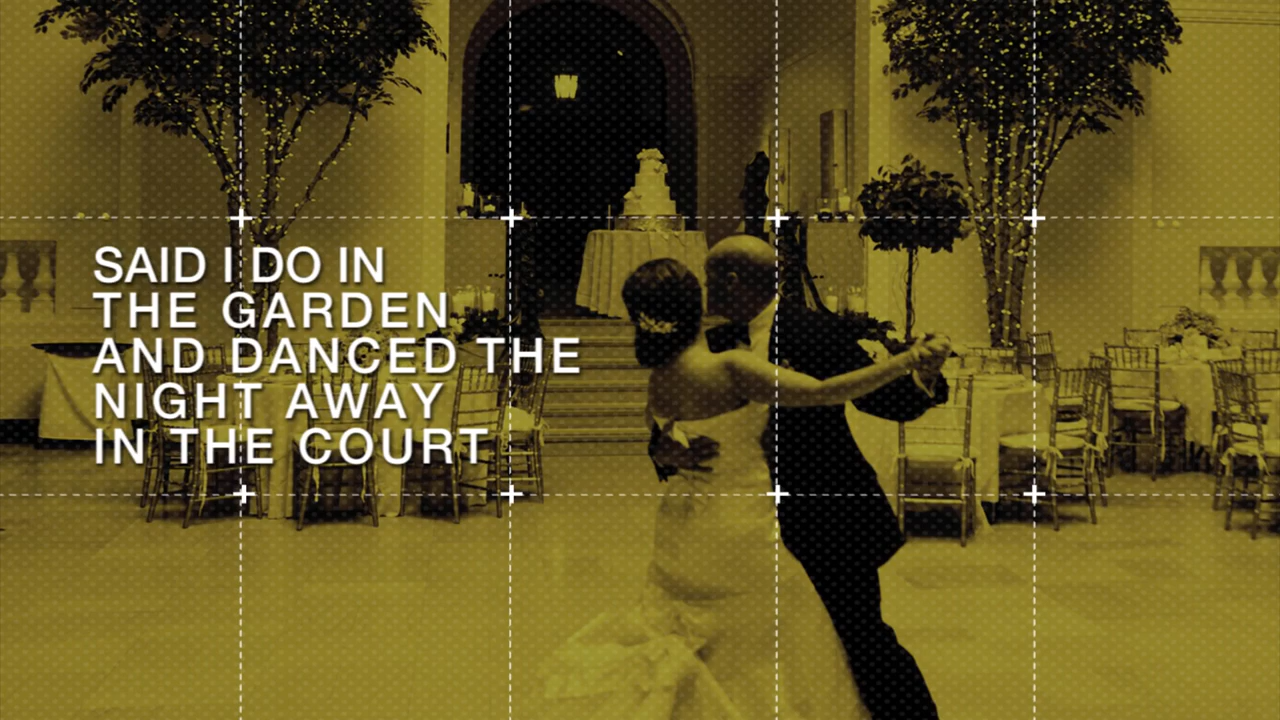 SAID I DO IN
THE GARDEN
AND DANCED THE
NIGHT AWAY
IN THE COURT